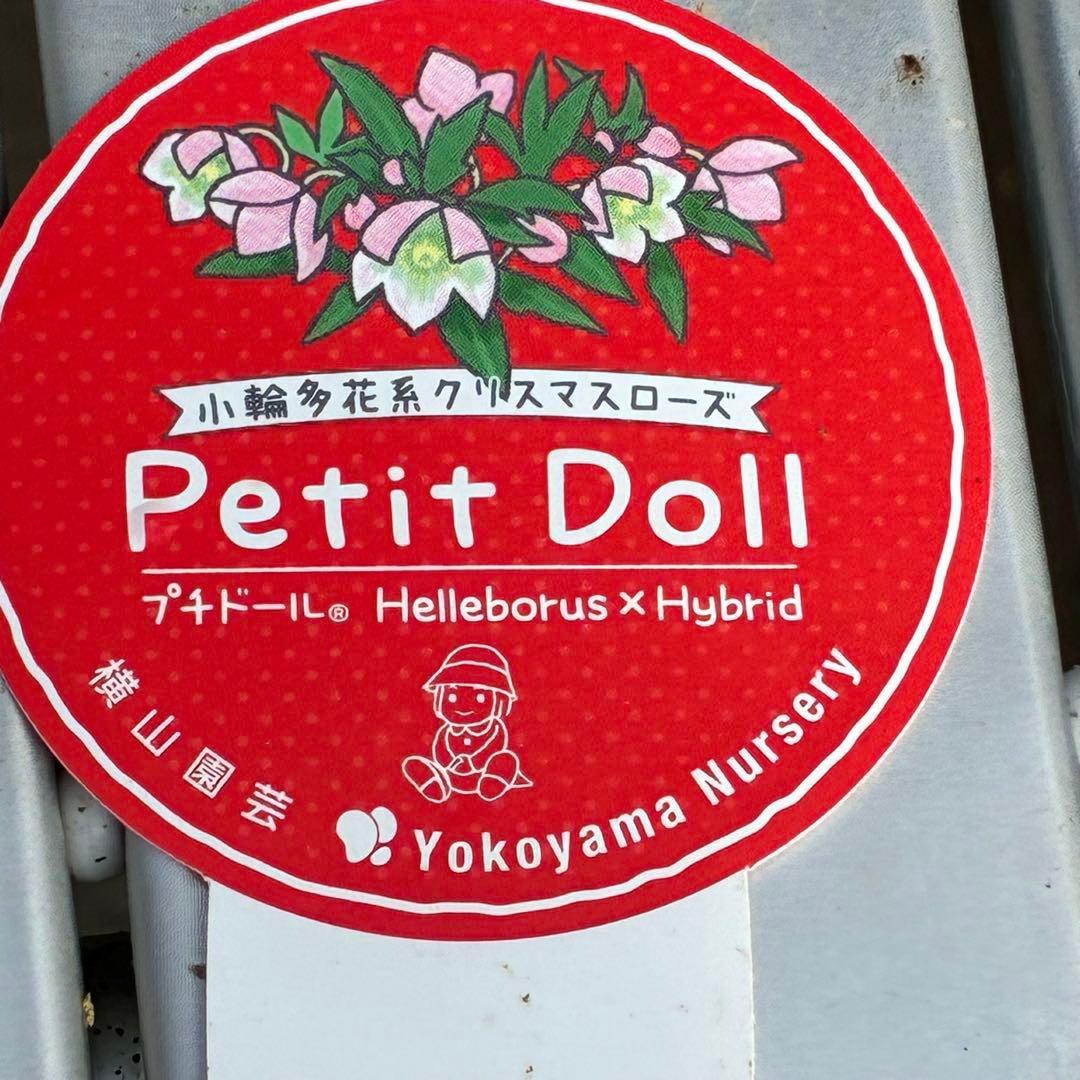 小輪多花系クリスマスローズ
Petit Doll
プチドール® Helleborus × Hybrid
横山園芸
Yokoyama Nursery